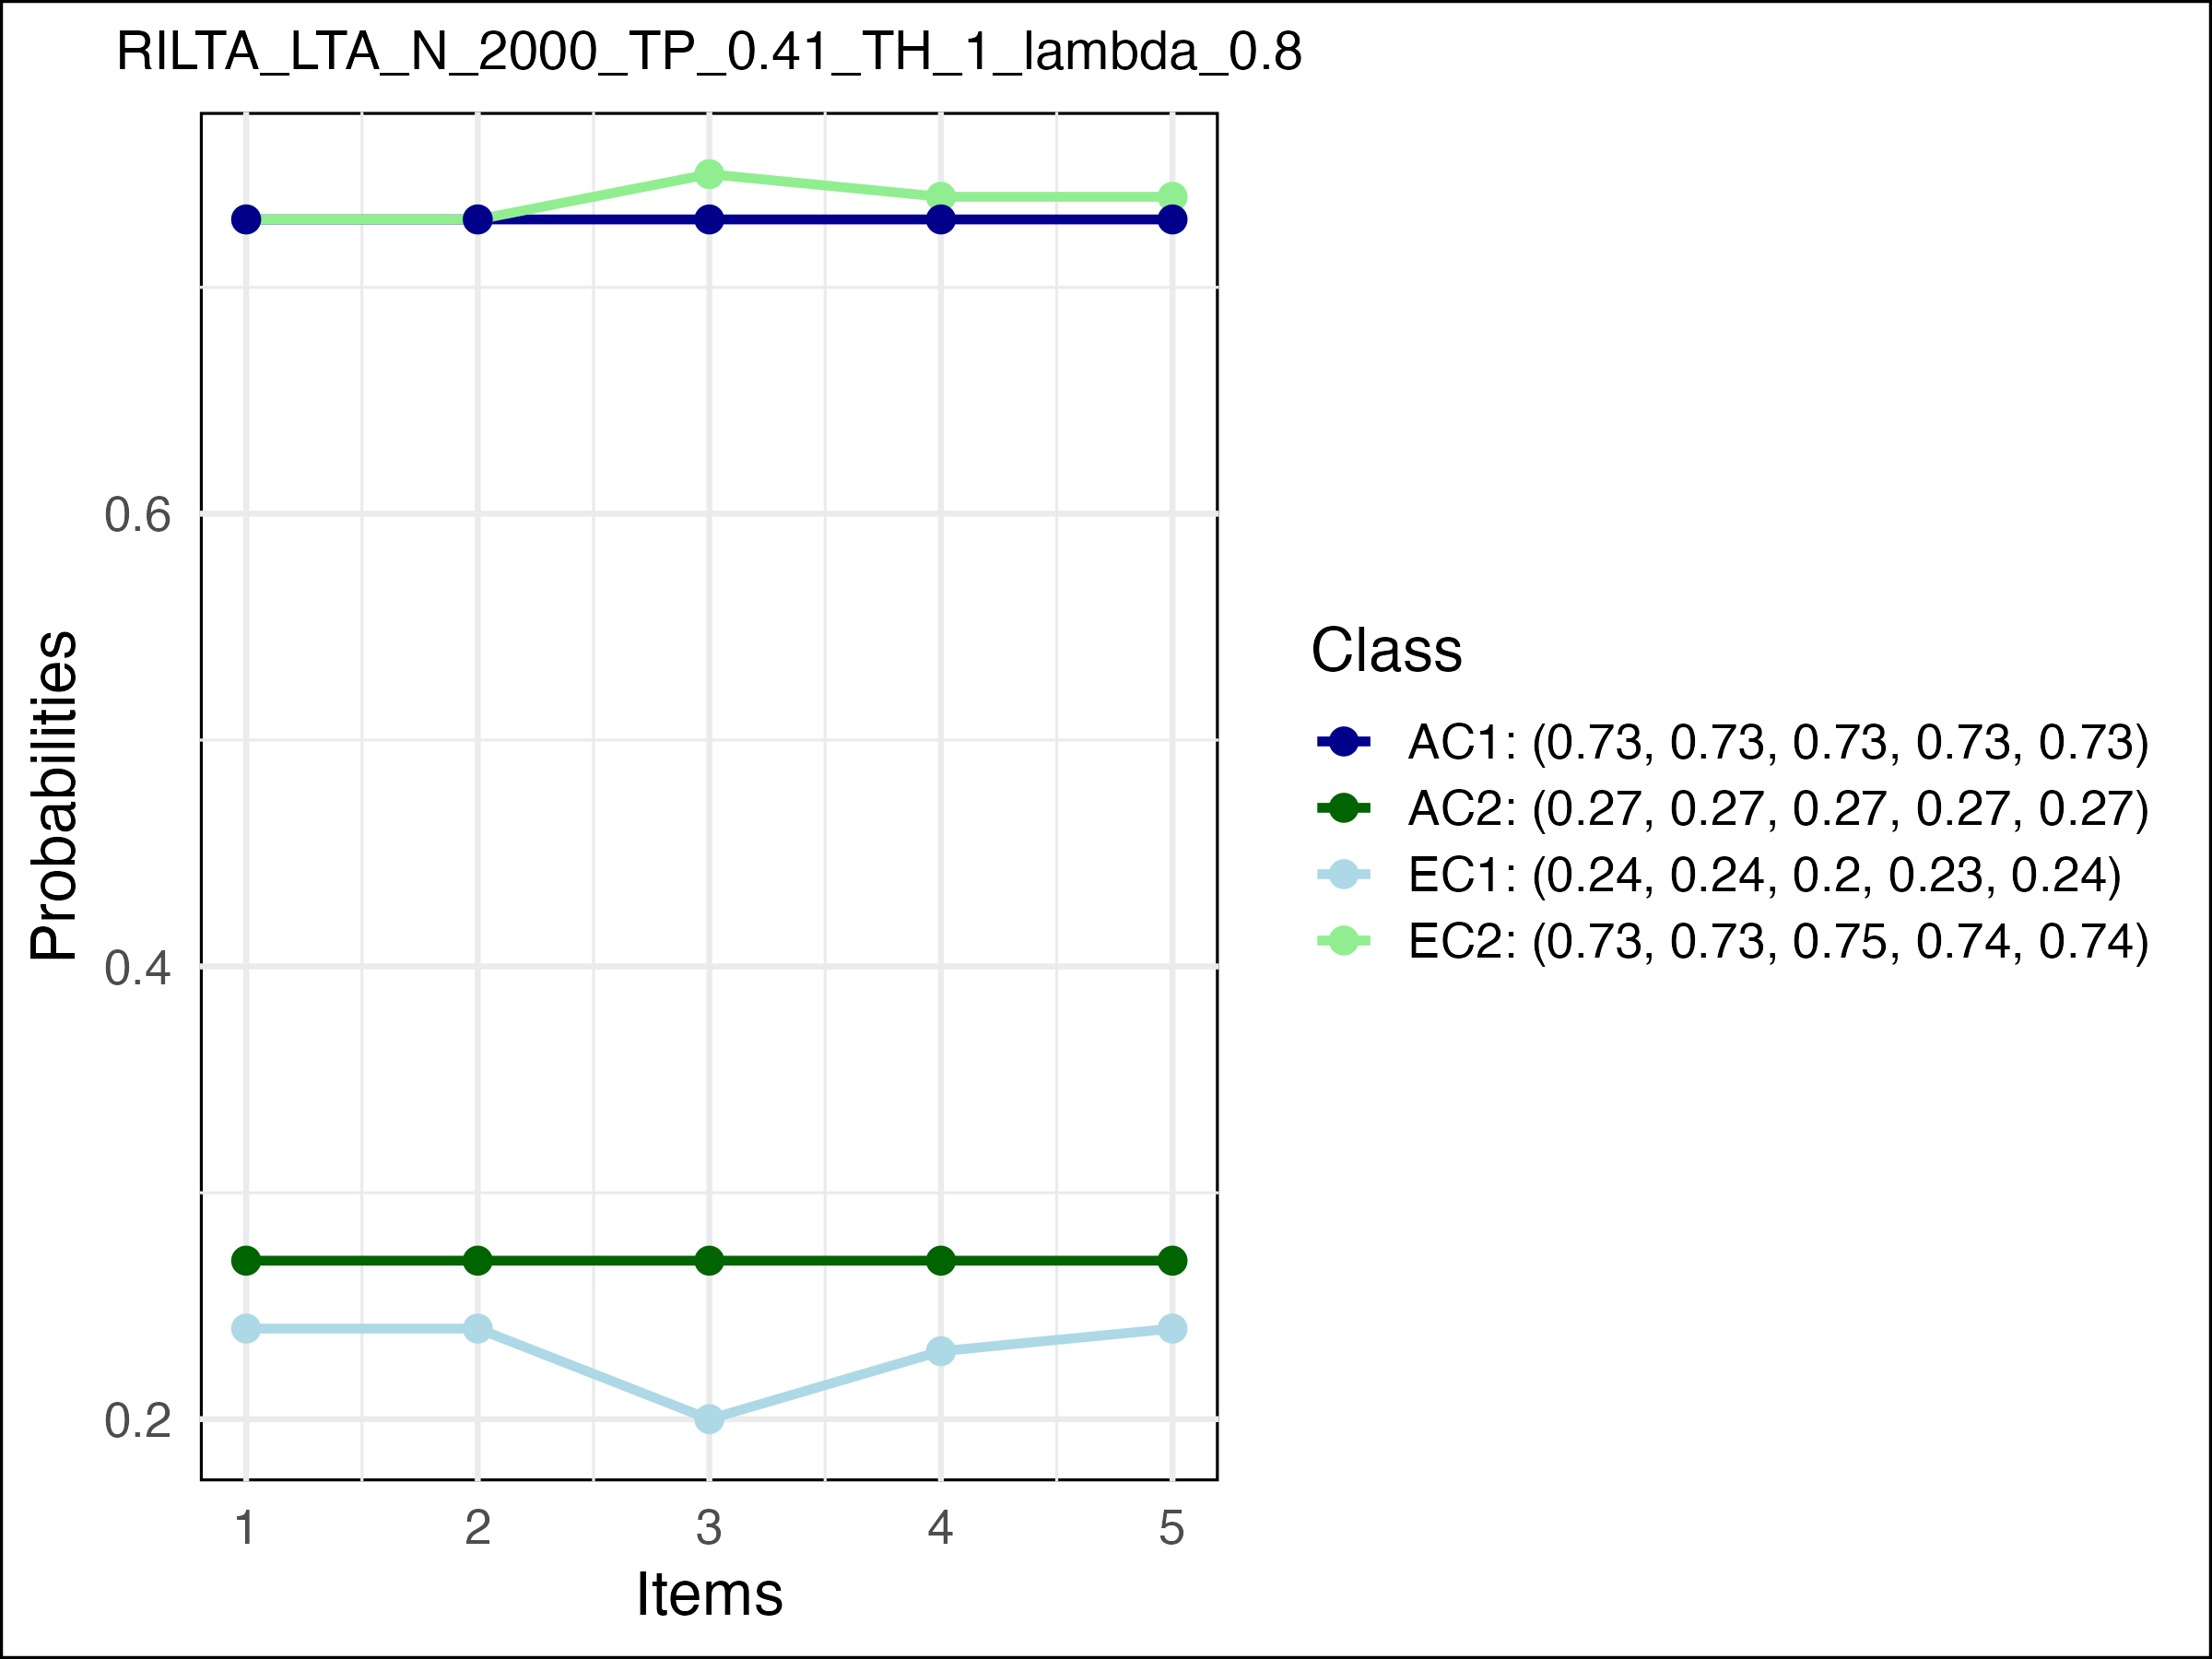 RILTA_LTA_N_2000_TP_0.41_TH_1_lambda_0.8
Probabilities
0.6
0.4
0.2
1 2 3 4 5
Items
Class
AC1: (0.73, 0.73, 0.73, 0.73, 0.73)
AC2: (0.27, 0.27, 0.27, 0.27, 0.27)
EC1: (0.24, 0.24, 0.2, 0.23, 0.24)
EC2: (0.73, 0.73, 0.75, 0.74, 0.74)